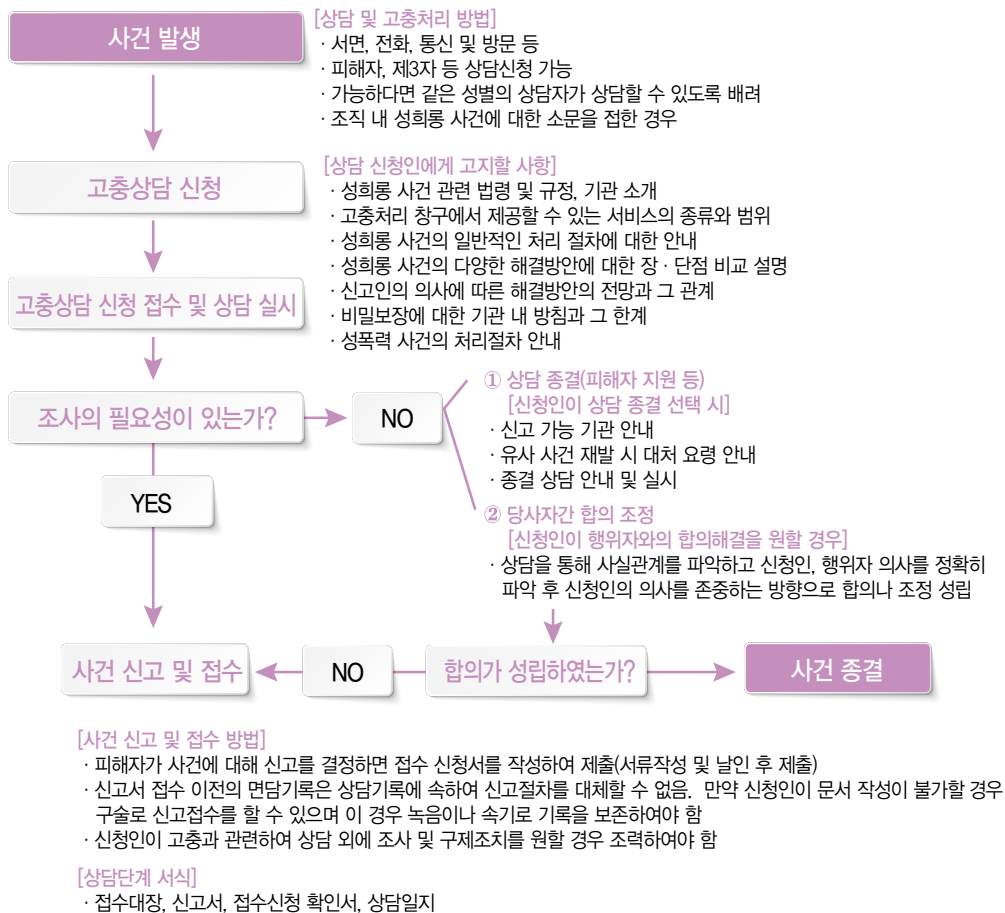 사건 발생
[상담 및 고충처리 방법]
· 서면, 전화, 통신 및 방문 등
· 피해자, 제3자 등 상담신청 가능
· 가능하다면 같은 성별의 상담자가 상담할 수 있도록 배려
· 조직 내 성희롱 사건에 대한 소문을 접한 경우
고충상담 신청
[상담 신청인에게 고지할 사항]
· 성희롱 사건 관련 법령 및 규정, 기관 소개
· 고충처리 창구에서 제공할 수 있는 서비스의 종류와 범위
· 성희롱 사건의 일반적인 처리 절차에 대한 안내
· 성희롱 사건의 다양한 해결방안에 대한 장 · 단점 비교 설명
· 신고인의 의사에 따른 해결방안의 전망과 그 관계
· 비밀보장에 대한 기관 내 방침과 그 한계
· 성폭력 사건의 처리절차 안내
고충상담 신청 접수 및 상담 실시
조사의 필요성이 있는가?
NO
YES
① 상담 종결(피해자 지원 등)
[신청인이 상담 종결 선택 시]
· 신고 가능 기관 안내
· 유사 사건 재발 시 대처 요령 안내
· 종결 상담 안내 및 실시
② 당사자간 합의 조정
[신청인이 행위자와의 합의해결을 원할 경우]
· 상담을 통해 사실관계를 파악하고 신청인, 행위자 의사를 정확히
파악 후 신청인의 의사를 존중하는 방향으로 합의나 조정 성립
사건 신고 및 접수
NO
합의가 성립하였는가?
사건 종결
[사건 신고 및 접수 방법]
· 피해자가 사건에 대해 신고를 결정하면 접수 신청서를 작성하여 제출(서류작성 및 날인 후 제출)
· 신고서 접수 이전의 면담기록은 상담기록에 속하여 신고절차를 대체할 수 없음. 만약 신청인이 문서 작성이 불가할 경우
구술로 신고접수를 할 수 있으며 이 경우 녹음이나 속기로 기록을 보존하여야 함
· 신청인이 고충과 관련하여 상담 외에 조사 및 구제조치를 원할 경우 조력하여야 함
[상담단계 서식]
· 접수대장, 신고서, 접수신청 확인서, 상담일지